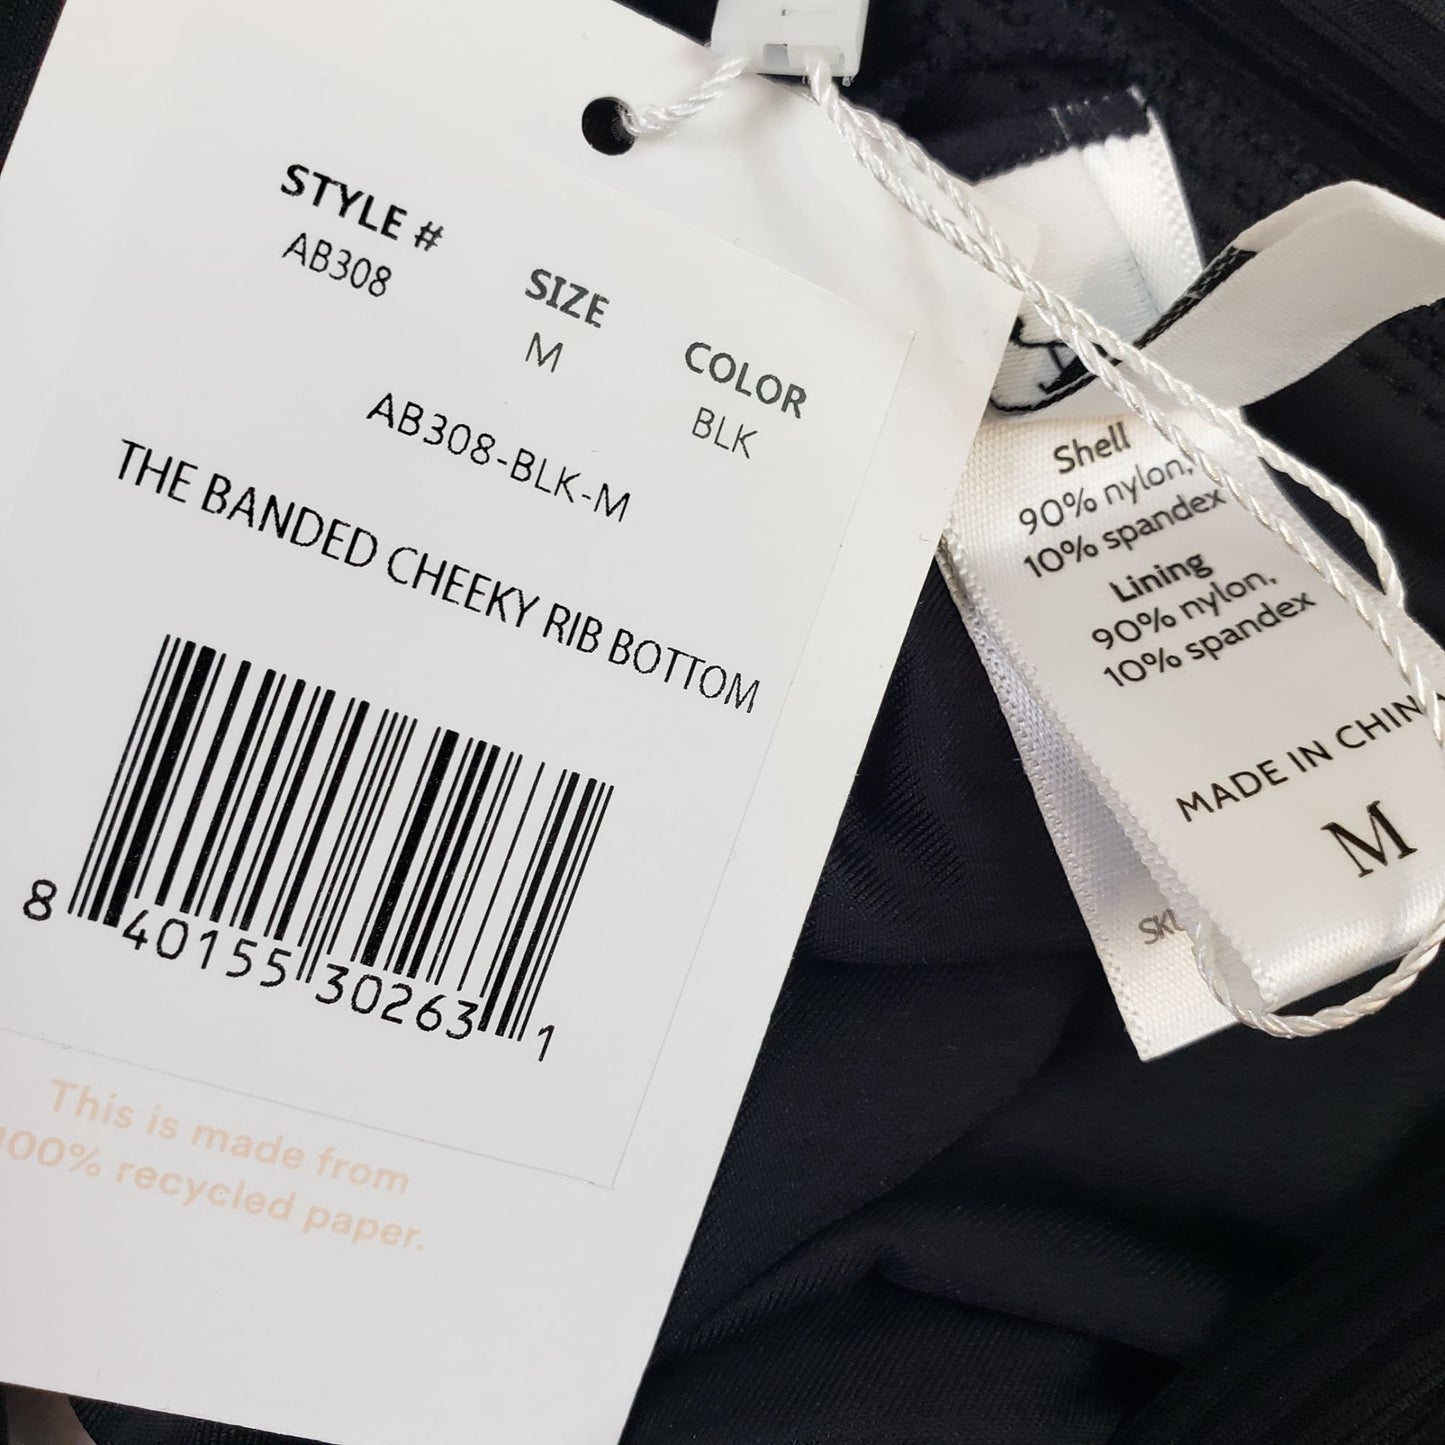 STYLE #
AB308
SIZE
M
COLOR
BLK
AB308-BLK-M
THE BANDED CHEEKY RIB BOTTOM
8 40155 30263 1
This is made from
100% recycled paper.
Shell
90% nylon,
10% spandex
Lining
90% nylon,
10% spandex
MADE IN CHIN
M
SKU